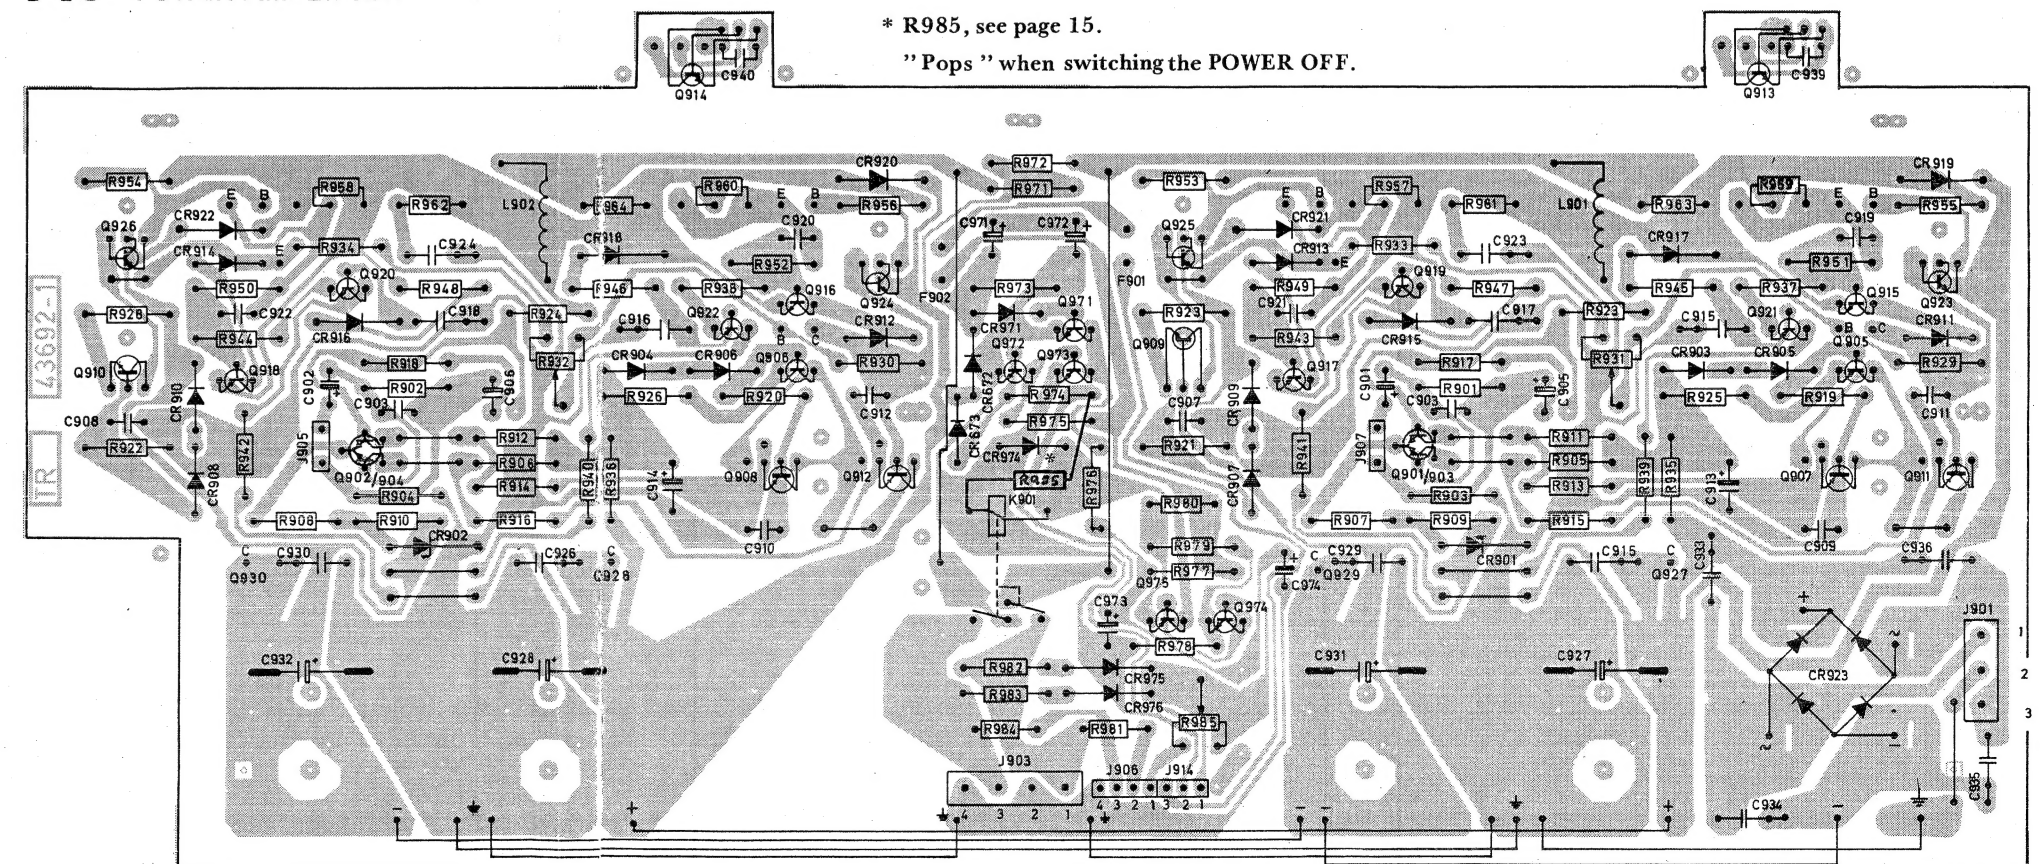 * R985, see page 15.
" Pops " when switching the POWER OFF.
C940
Q914
C939
Q913
R954
R958
E B
R962
L902
R960
E B
CR920
R956
R972
R971
R953
E B
R957
R961
L901
R963
R959
E B
CR919
R955
Q926
CR922
CR914
E
R934
C924
CR918
C920
R952
C971
C972
Q925
CR921
CR913
E
R933
C923
CR917
C919
R951
43692-1
R950
Q920
R948
R946
R938
Q916
Q924
F902
R973
Q971
F901
R949
Q919
R947
R945
R937
Q915
Q923
R928
C922
CR916
C918
R924
C916
Q922
B C
CR912
CR971
R923
C921
CR915
C917
R923
C915
Q921
B C
CR911
R944
R918
R932
CR904
CR906
Q906
R930
Q972
Q973
Q909
R943
R917
R931
CR903
CR905
Q905
R929
Q910
Q918
C902
R902
C906
R926
R920
C912
CR672
R974
Q917
C901
R901
C905
R925
R919
C911
CR910
C903
CR673
R975
C907
CR909
C903
C908
R922
R942
J905
R912
CR974
*
R921
R941
J907
R911
TR
CR908
Q902/904
R906
R940
R936
C914
Q908
Q912
R985
R976
CR907
Q901/903
R905
R939
R935
C913
Q907
Q911
R904
R914
K901
R980
R903
R913
R908
R910
R916
C910
R907
R909
R915
C909
C
Q930
C930
CR902
C926
C
Q928
R979
R977
C974
C
Q929
C929
CR901
C915
C
Q927
C933
C936
Q975
C973
Q974
R978
+
~
J901
1
2
3
C932
C928
R982
CR975
C931
C927
CR923
R983
CR976
R984
R981
R985
~
-
J903
4 3 2 1
J906
4 3 2 1
J914
3 2 1
C935
C934
- + - - + -